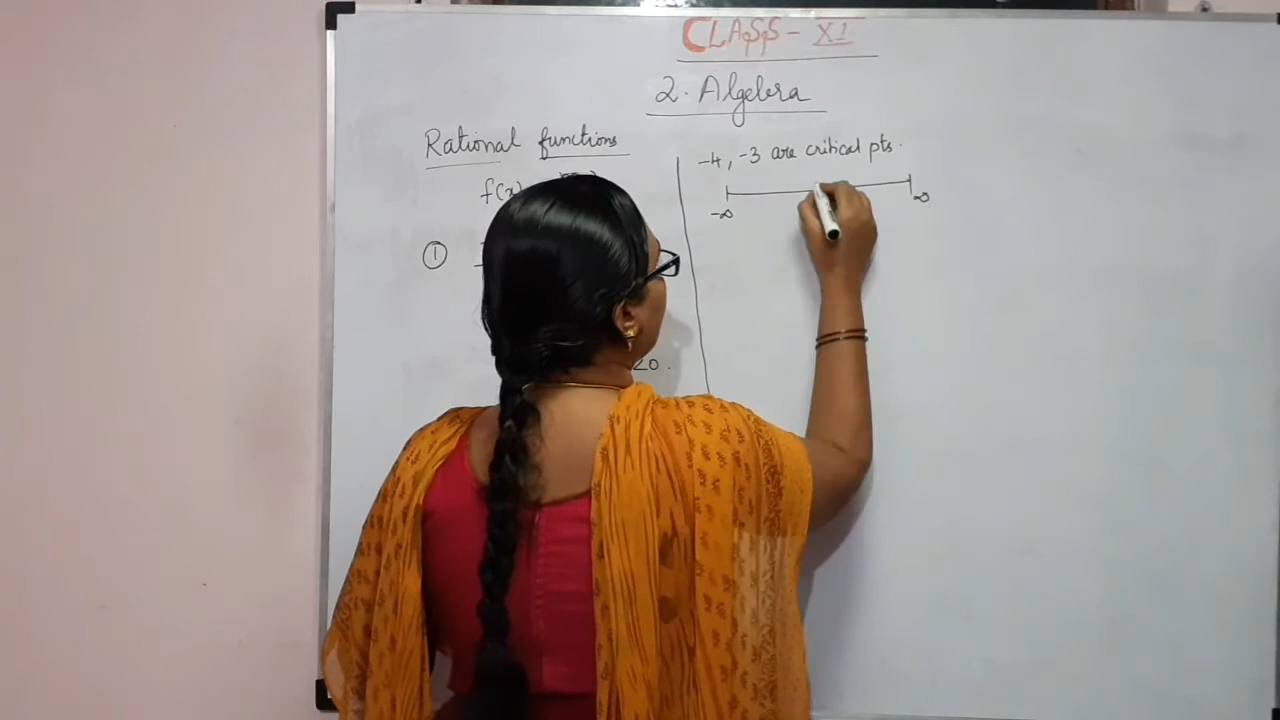 CLASS - XI
2. Algebra
Rational functions
f(x)
①
<0.
-4, -3 are critical pts.
-∞ ∞